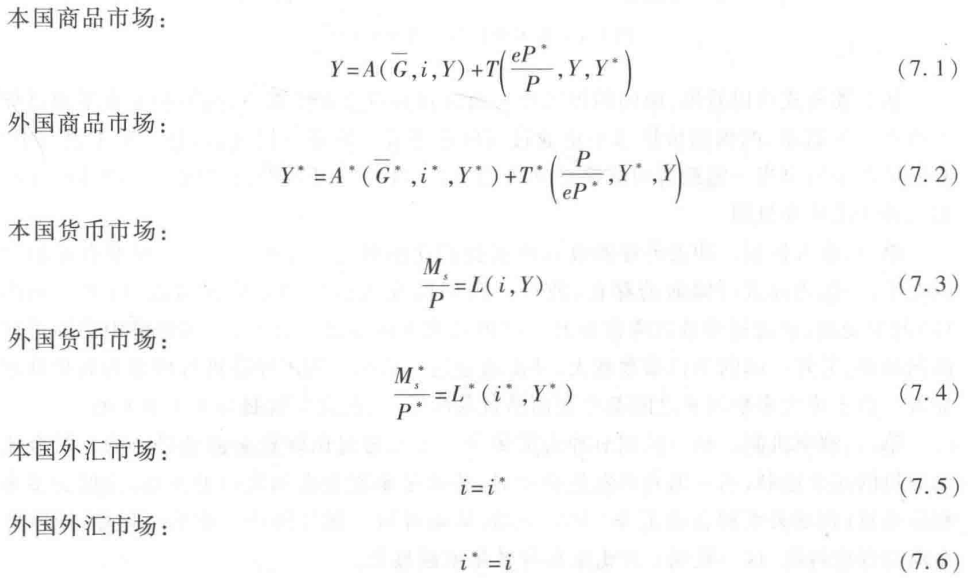 本国商品市场：
Y=A(G̅,i,Y)+T(eP*/P,Y,Y*) (7.1)
外国商品市场：
Y*=A*(G̅*,i*,Y*)+T*(P/eP*,Y*,Y) (7.2)
本国货币市场：
M_s/P=L(i,Y) (7.3)
外国货币市场：
M_s*/P*=L*(i*,Y*) (7.4)
本国外汇市场：
i=i* (7.5)
外国外汇市场：
i*=i (7.6)